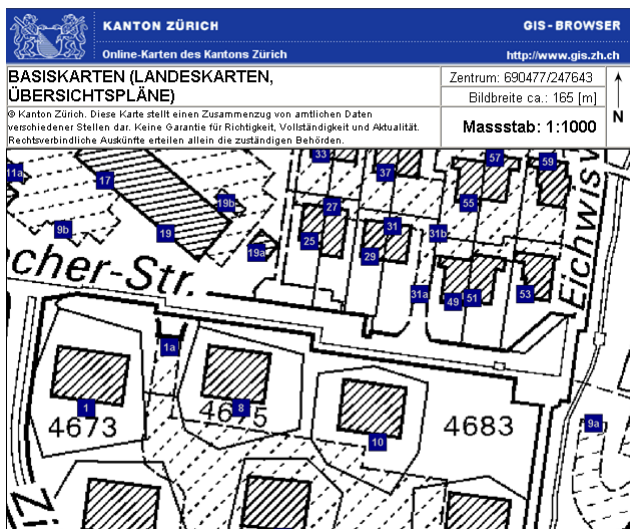 KANTON ZÜRICH
GIS-BROWSER
Online-Karten des Kantons Zürich
http://www.gis.zh.ch
BASISKARTEN (LANDESKARTEN,
ÜBERSICHTSPLÄNE)
Zentrum: 690477/247643
Bildbreite ca.: 165 [m]
Massstab: 1:1000
N
© Kanton Zürich. Diese Karte stellt einen Zusammenzug von amtlichen Daten
verschiedener Stellen dar. Keine Garantie für Richtigkeit, Vollständigkeit und Aktualität.
Rechtsverbindliche Auskünfte erteilen allein die zuständigen Behörden.
33
37
57
59
11a
17
27
19b
55
9b
19
25
31
31b
29
19a
cher-Str.
Eichwisv
31a
49
51
53
1a
1
4673
8
4675
10
4683
9a
Zi